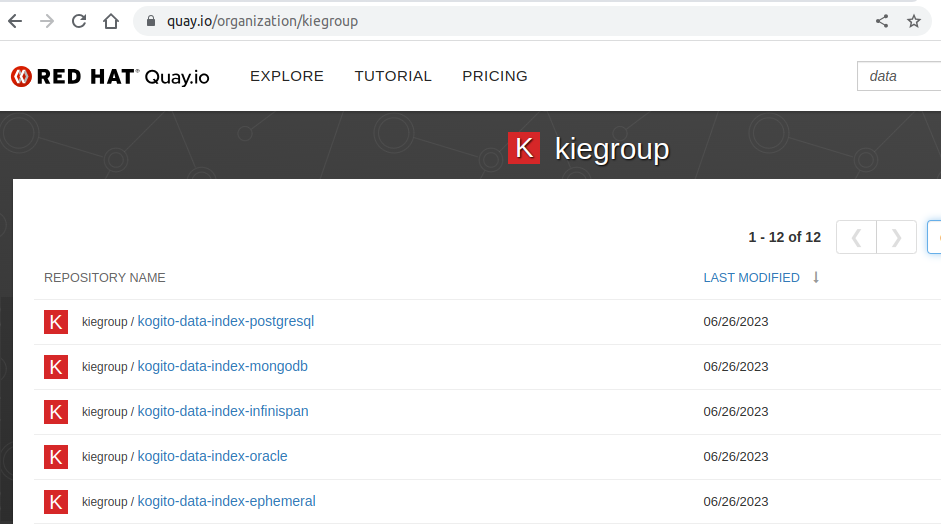 quay.io/organization/kiegroup
RED HAT Quay.io EXPLORE TUTORIAL PRICING data
K kiegroup
1 - 12 of 12
REPOSITORY NAME LAST MODIFIED ↓
K kiegroup / kogito-data-index-postgresql 06/26/2023
K kiegroup / kogito-data-index-mongodb 06/26/2023
K kiegroup / kogito-data-index-infinispan 06/26/2023
K kiegroup / kogito-data-index-oracle 06/26/2023
K kiegroup / kogito-data-index-ephemeral 06/26/2023